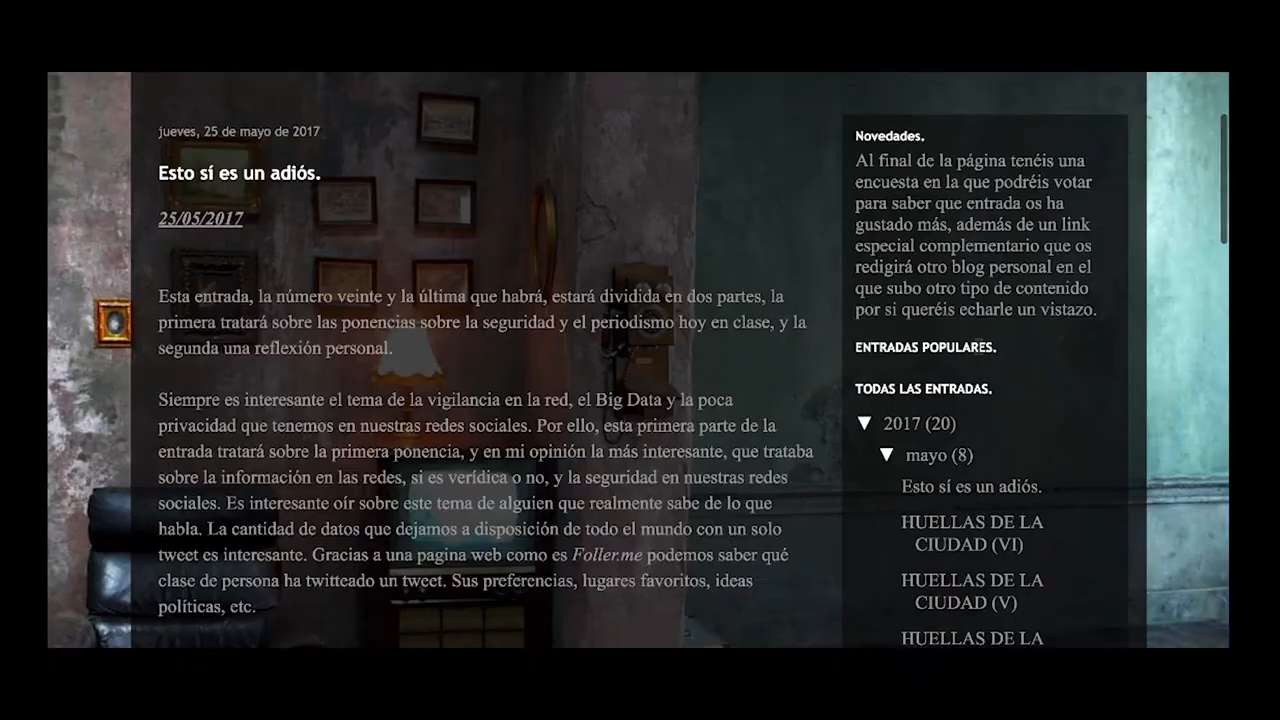 jueves, 25 de mayo de 2017
Esto sí es un adiós.
25/05/2017
Esta entrada, la número veinte y la última que habrá, estará dividida en dos partes, la
primera tratará sobre las ponencias sobre la seguridad y el periodismo hoy en clase, y la
segunda una reflexión personal.
Siempre es interesante el tema de la vigilancia en la red, el Big Data y la poca
privacidad que tenemos en nuestras redes sociales. Por ello, esta primera parte de la
entrada tratará sobre la primera ponencia, y en mi opinión la más interesante, que trataba
sobre la información en las redes, si es verídica o no, y la seguridad en nuestras redes
sociales. Es interesante oír sobre este tema de alguien que realmente sabe de lo que
habla. La cantidad de datos que dejamos a disposición de todo el mundo con un solo
tweet es interesante. Gracias a una pagina web como es Foller.me podemos saber qué
clase de persona ha twitteado un tweet. Sus preferencias, lugares favoritos, ideas
políticas, etc.
Novedades.
Al final de la página tenéis una
encuesta en la que podréis votar
para saber que entrada os ha
gustado más, además de un link
especial complementario que os
redigirá otro blog personal en el
que subo otro tipo de contenido
por si queréis echarle un vistazo.
ENTRADAS POPULARES.
TODAS LAS ENTRADAS.
▼ 2017 (20)
▼ mayo (8)
Esto sí es un adiós.
HUELLAS DE LA
CIUDAD (VI)
HUELLAS DE LA
CIUDAD (V)
HUELLAS DE LA